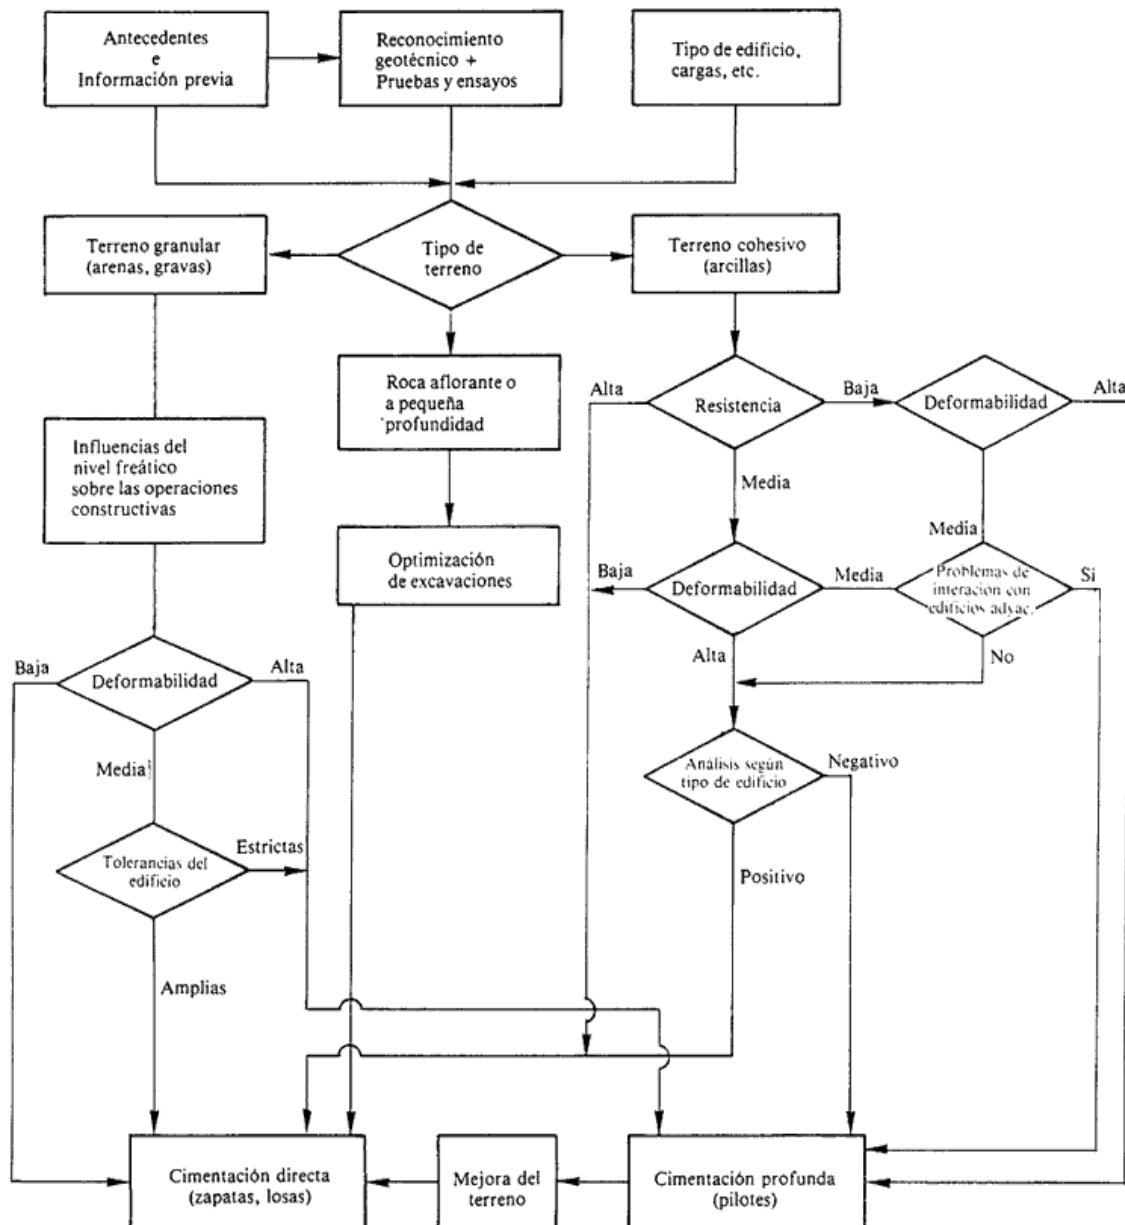 Antecedentes
e
Información previa
Reconocimiento
geotécnico +
Pruebas y ensayos
Tipo de edificio,
cargas, etc.
Terreno granular
(arenas, gravas)
Tipo de
terreno
Terreno cohesivo
(arcillas)
Roca aflorante o
a pequeña
profundidad
Alta
Resistencia
Baja
Deformabilidad
Alta
Influencias del
nivel freático
sobre las operaciones
constructivas
Media
Media
Optimización
de excavaciones
Baja
Deformabilidad
Media
Problemas de
interación con
edificios adyac.
Si
Baja
Deformabilidad
Alta
Alta
No
Media
Análisis según
tipo de edificio
Negativo
Tolerancias del
edificio
Estrictas
Positivo
Amplias
Cimentación directa
(zapatas, losas)
Mejora del
terreno
Cimentación profunda
(pilotes)